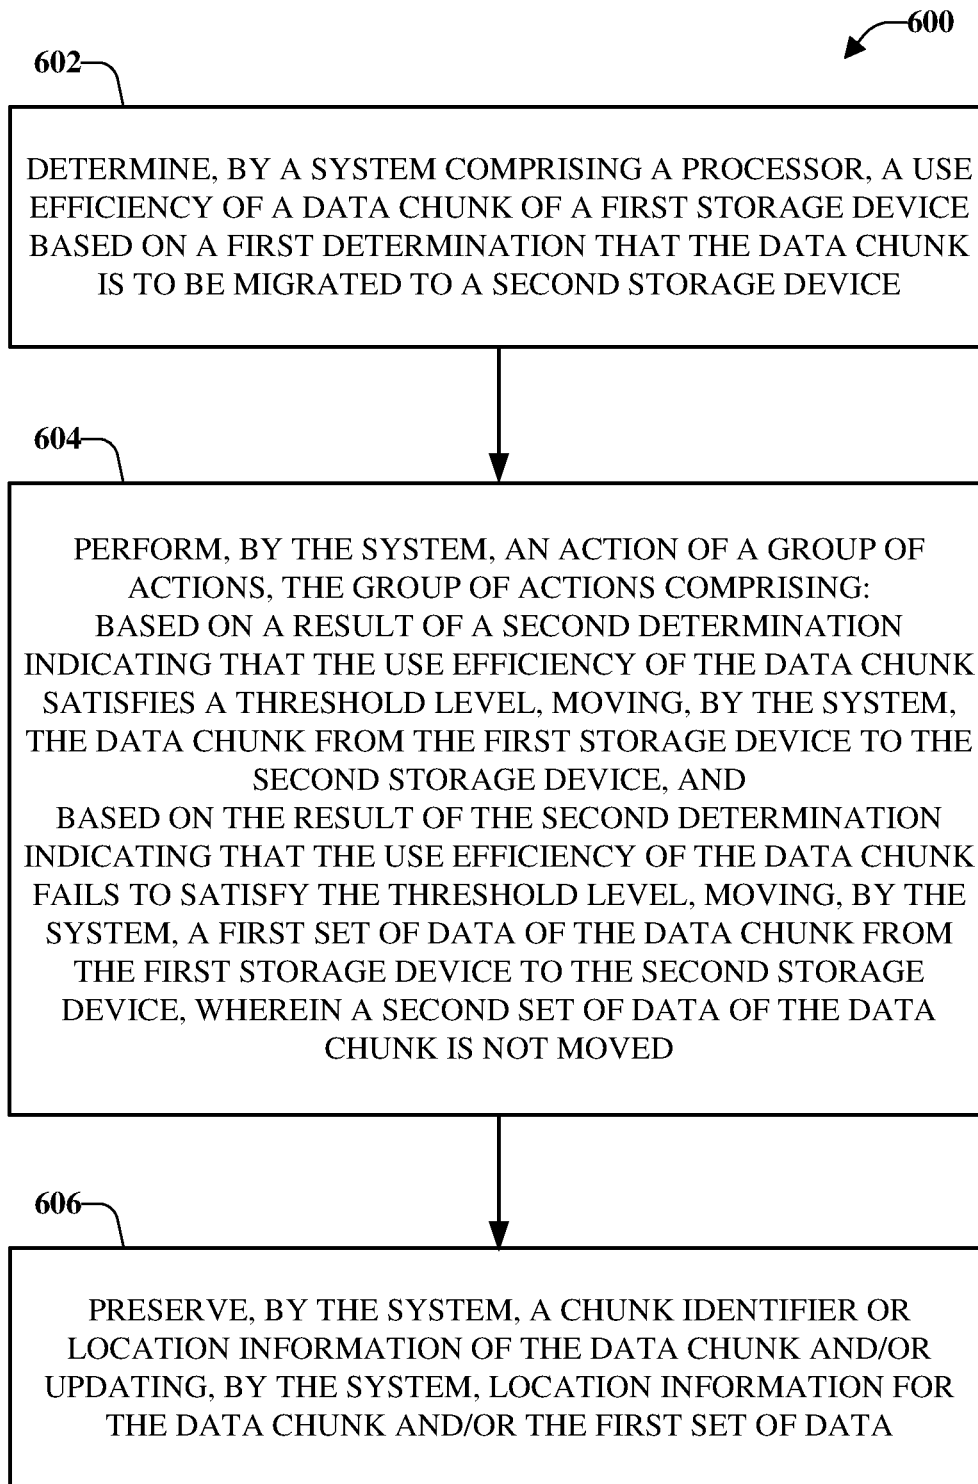 600
602
DETERMINE, BY A SYSTEM COMPRISING A PROCESSOR, A USE
EFFICIENCY OF A DATA CHUNK OF A FIRST STORAGE DEVICE
BASED ON A FIRST DETERMINATION THAT THE DATA CHUNK
IS TO BE MIGRATED TO A SECOND STORAGE DEVICE
604
PERFORM, BY THE SYSTEM, AN ACTION OF A GROUP OF
ACTIONS, THE GROUP OF ACTIONS COMPRISING:
BASED ON A RESULT OF A SECOND DETERMINATION
INDICATING THAT THE USE EFFICIENCY OF THE DATA CHUNK
SATISFIES A THRESHOLD LEVEL, MOVING, BY THE SYSTEM,
THE DATA CHUNK FROM THE FIRST STORAGE DEVICE TO THE
SECOND STORAGE DEVICE, AND
BASED ON THE RESULT OF THE SECOND DETERMINATION
INDICATING THAT THE USE EFFICIENCY OF THE DATA CHUNK
FAILS TO SATISFY THE THRESHOLD LEVEL, MOVING, BY THE
SYSTEM, A FIRST SET OF DATA OF THE DATA CHUNK FROM
THE FIRST STORAGE DEVICE TO THE SECOND STORAGE
DEVICE, WHEREIN A SECOND SET OF DATA OF THE DATA
CHUNK IS NOT MOVED
606
PRESERVE, BY THE SYSTEM, A CHUNK IDENTIFIER OR
LOCATION INFORMATION OF THE DATA CHUNK AND/OR
UPDATING, BY THE SYSTEM, LOCATION INFORMATION FOR
THE DATA CHUNK AND/OR THE FIRST SET OF DATA